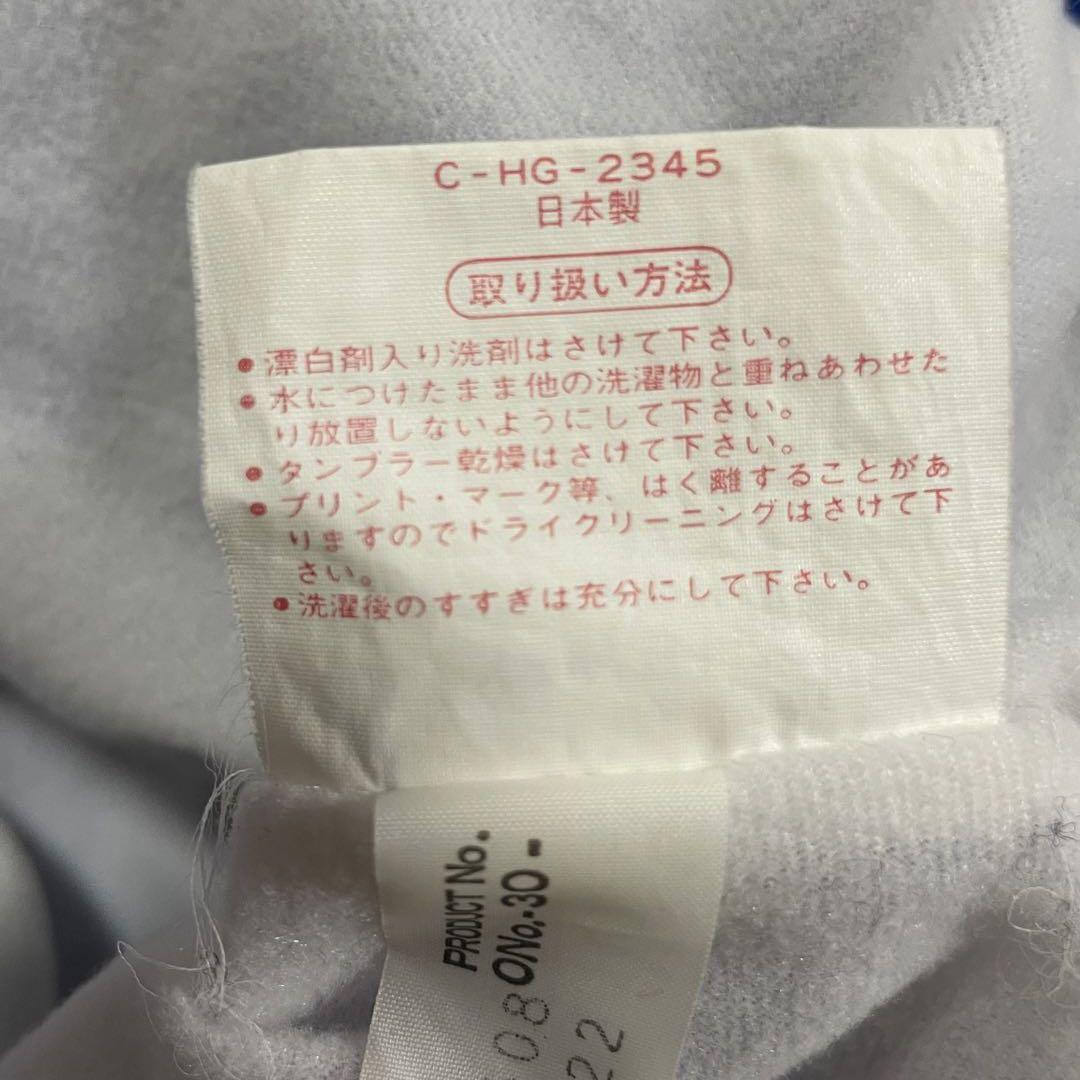 C-HG-2345
日本製
取り扱い方法
● 漂白剤入り洗剤はさけて下さい。
● 水につけたまま他の洗濯物と重ねあわせた
り放置しないようにして下さい。
● タンブラー乾燥はさけて下さい。
● プリント・マーク等、はく離することがあ
りますのでドライクリーニングはさけて下
さい。
● 洗濯後のすすぎは充分にして下さい。
PRODUCT No.
ONo.-30-
08
22